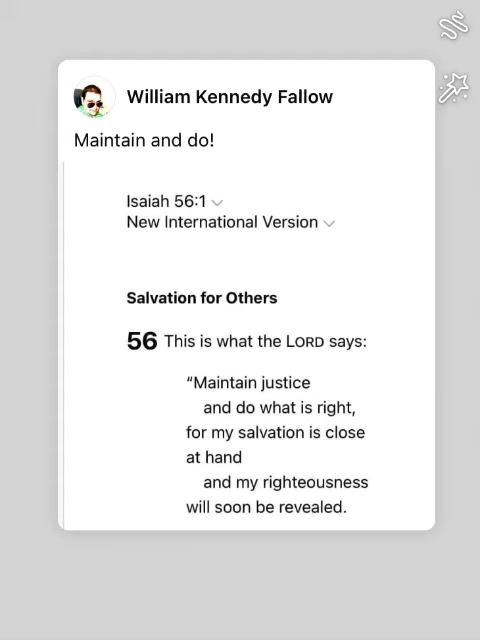 William Kennedy Fallow
Maintain and do!
Isaiah 56:1
New International Version
Salvation for Others
56 This is what the LORD says:
“Maintain justice
and do what is right,
for my salvation is close
at hand
and my righteousness
will soon be revealed.